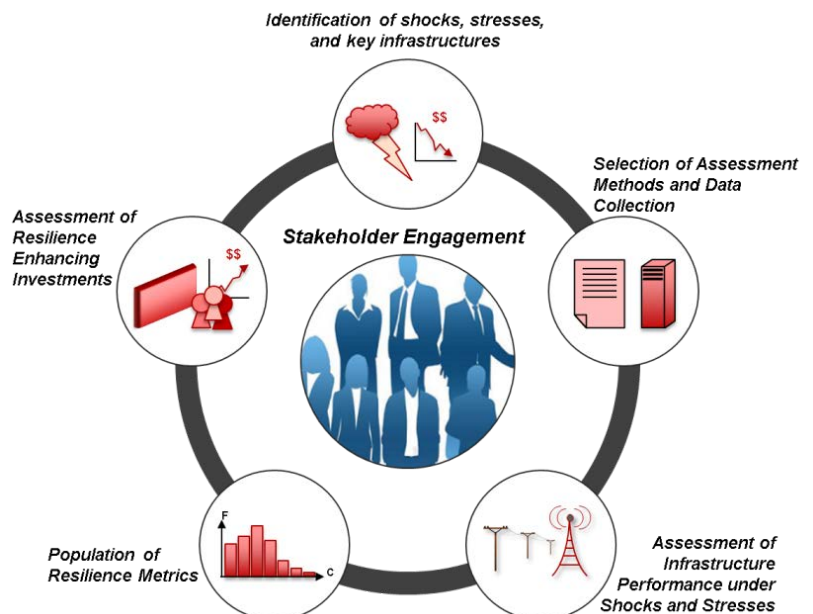 Identification of shocks, stresses,
and key infrastructures
$$
Selection of Assessment
Methods and Data
Collection
Assessment of
Resilience
Enhancing
Investments
$$
Stakeholder Engagement
F
C
Population of
Resilience Metrics
Assessment of
Infrastructure
Performance under
Shocks and Stresses